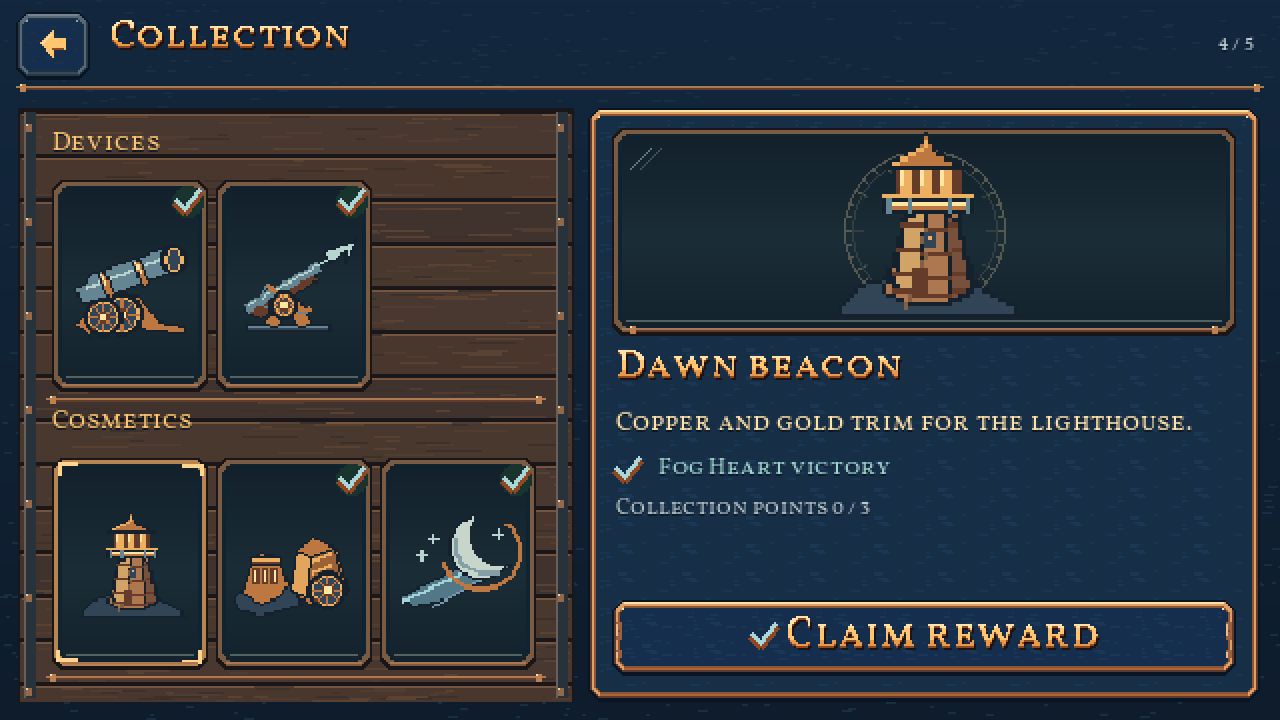 Collection
4 / 5
Devices
Cosmetics
Dawn beacon
Copper and gold trim for the lighthouse.
Fog Heart victory
Collection points 0 / 3
Claim reward